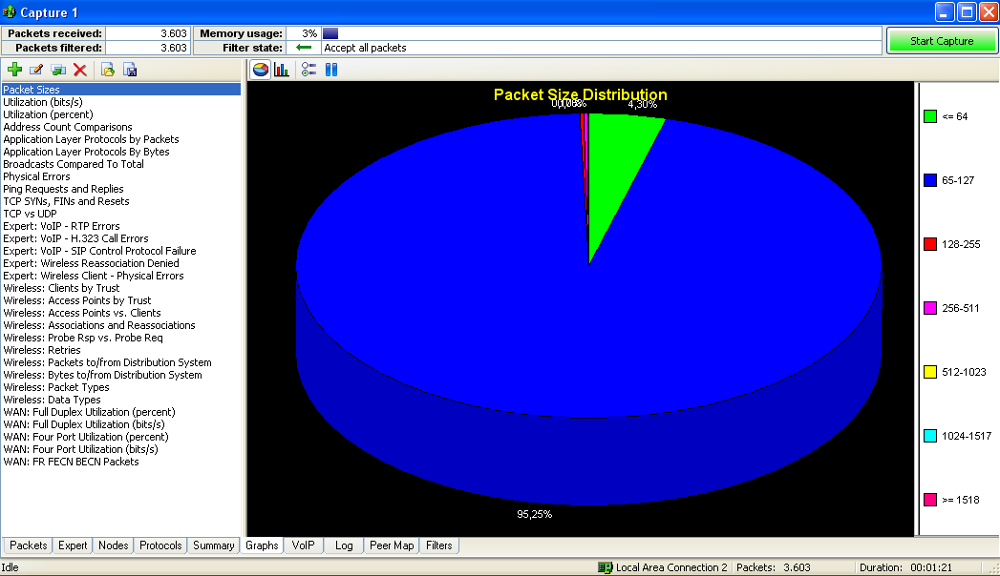 Capture 1
Packets received: 3.603 Memory usage: 3%
Packets filtered: 3.603 Filter state: Accept all packets
Start Capture
Packet Sizes
Utilization (bits/s)
Utilization (percent)
Address Count Comparisons
Application Layer Protocols by Packets
Application Layer Protocols By Bytes
Broadcasts Compared To Total
Physical Errors
Ping Requests and Replies
TCP SYNs, FINs and Resets
TCP vs UDP
Expert: VoIP - RTP Errors
Expert: VoIP - H.323 Call Errors
Expert: VoIP - SIP Control Protocol Failure
Expert: Wireless Reassociation Denied
Expert: Wireless Client - Physical Errors
Wireless: Clients by Trust
Wireless: Access Points by Trust
Wireless: Access Points vs. Clients
Wireless: Associations and Reassociations
Wireless: Probe Rsp vs. Probe Req
Wireless: Retries
Wireless: Packets to/from Distribution System
Wireless: Bytes to/from Distribution System
Wireless: Packet Types
Wireless: Data Types
WAN: Full Duplex Utilization (percent)
WAN: Full Duplex Utilization (bits/s)
WAN: Four Port Utilization (percent)
WAN: Four Port Utilization (bits/s)
WAN: FR FECN BECN Packets
Packet Size Distribution
4,30%
95,25%
<= 64
65-127
128-255
256-511
512-1023
1024-1517
>= 1518
Packets Expert Nodes Protocols Summary Graphs VoIP Log Peer Map Filters
Idle Local Area Connection 2 Packets: 3.603 Duration: 00:01:21